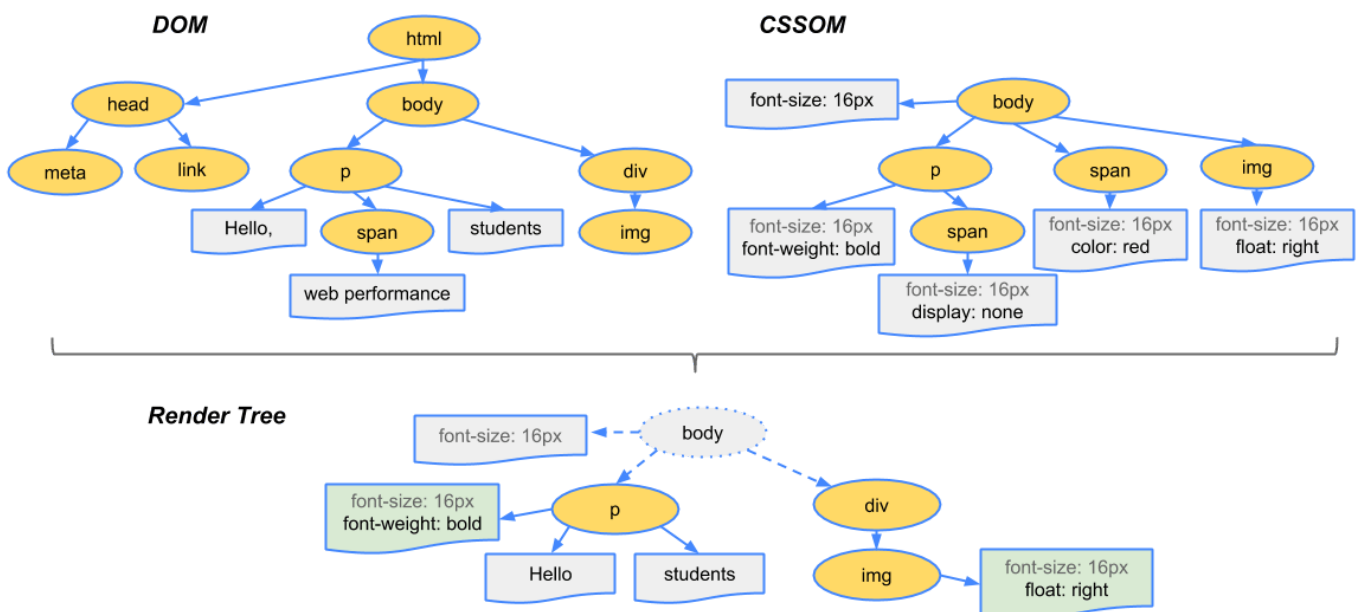 DOM
html
head
body
meta
link
p
div
Hello,
span
students
img
web performance
CSSOM
font-size: 16px
body
p
span
img
font-size: 16px
font-weight: bold
span
font-size: 16px
color: red
font-size: 16px
float: right
font-size: 16px
display: none
Render Tree
font-size: 16px
body
font-size: 16px
font-weight: bold
p
div
Hello
students
img
font-size: 16px
float: right